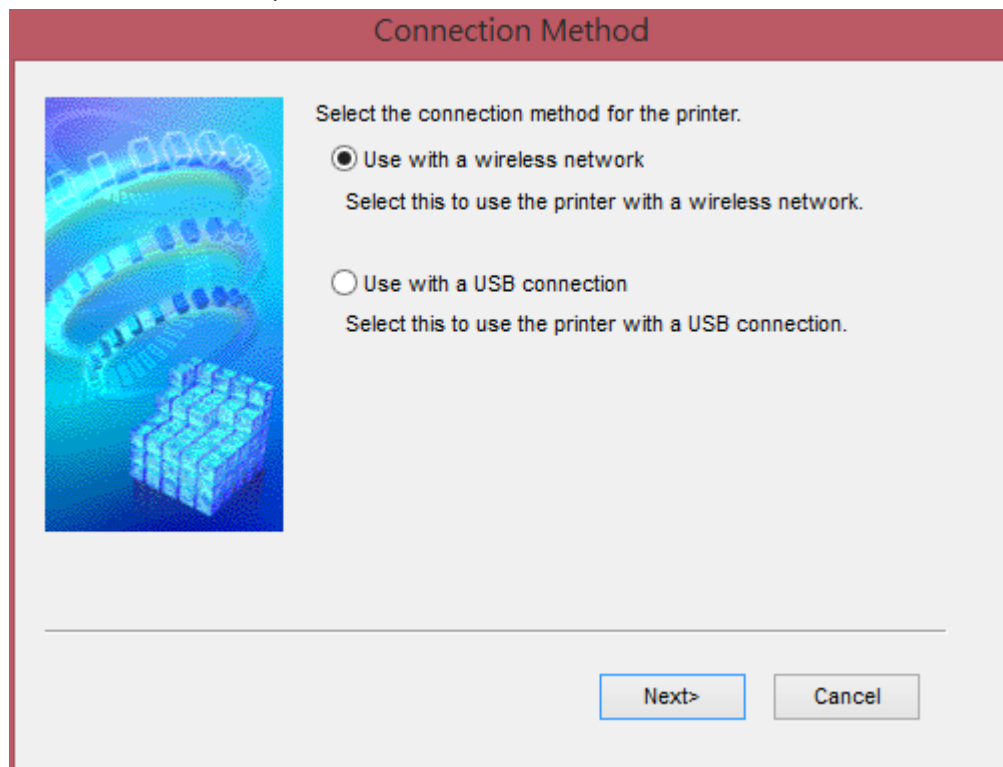 Connection Method
Select the connection method for the printer.
Use with a wireless network
Select this to use the printer with a wireless network.
Use with a USB connection
Select this to use the printer with a USB connection.
Next>
Cancel